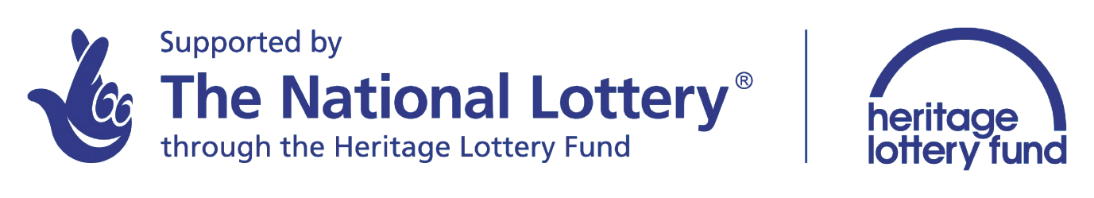 Supported by
The National Lottery®
through the Heritage Lottery Fund
heritage
lottery fund